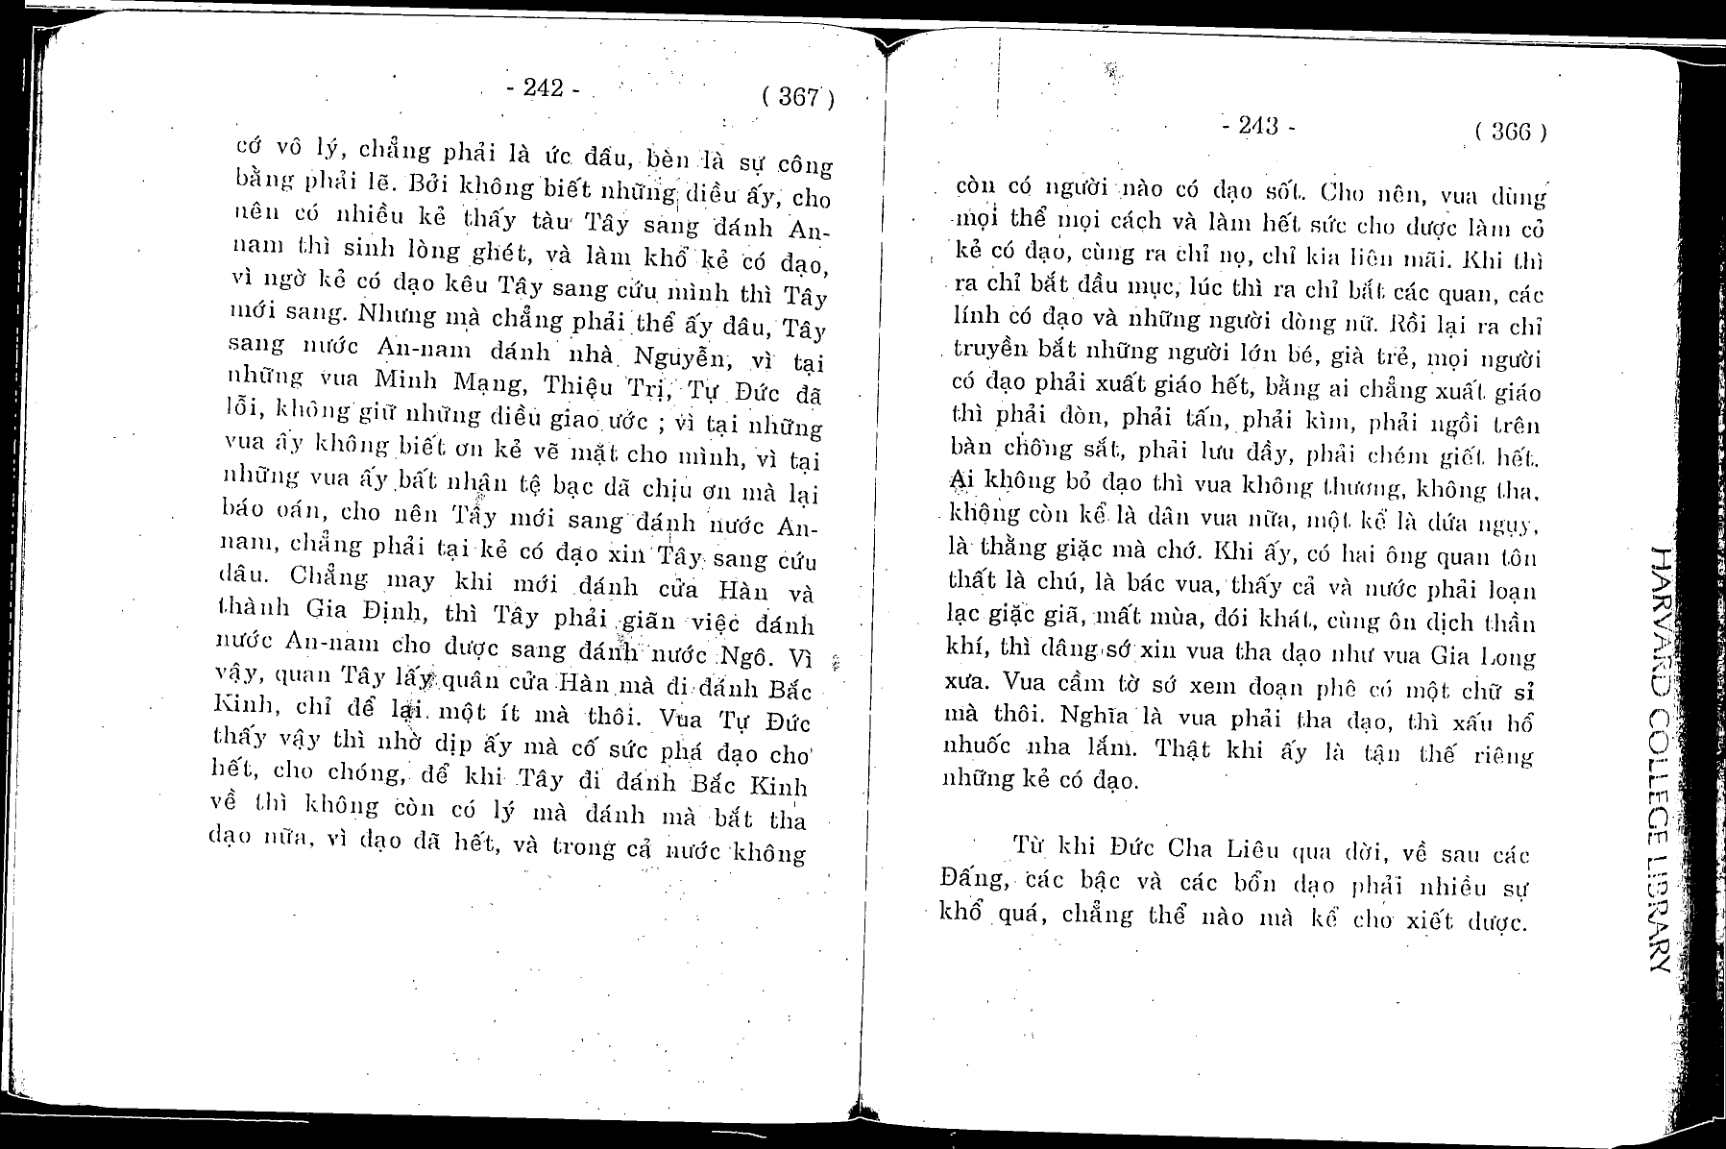 - 242 -
( 367 )
cớ vô lý, chẳng phải là ức đâu, bèn là sự công
bằng phải lẽ. Bởi không biết những điều ấy, cho
nên có nhiều kẻ thấy tàu Tây sang đánh An-
nam thì sinh lòng ghét, và làm khổ kẻ có đạo,
vì ngờ kẻ có đạo kêu Tây sang cứu mình thì Tây
mới sang. Nhưng mà chẳng phải thể ấy đâu, Tây
sang nước An-nam đánh nhà Nguyễn, vì tại
những vua Minh Mạng, Thiệu Trị, Tự Đức đã
lỗi, không giữ những điều giao ước ; vì tại những
vua ấy không biết ơn kẻ vẽ mặt cho mình, vì tại
những vua ấy bất nhân tệ bạc đã chịu ơn mà lại
báo oán, cho nên Tây mới sang đánh nước An-
nam, chẳng phải tại kẻ có đạo xin Tây sang cứu
đâu. Chẳng may khi mới đánh cửa Hàn và
thành Gia Định, thì Tây phải giãn việc đánh
nước An-nam cho được sang đánh nước Ngô. Vì
vậy, quan Tây lấy quân cửa Hàn mà đi đánh Bắc
Kinh, chỉ để lại một ít mà thôi. Vua Tự Đức
thấy vậy thì nhờ dịp ấy mà cố sức phá đạo cho
hết, cho chóng, để khi Tây đi đánh Bắc Kinh
về thì không còn có lý mà đánh mà bắt tha
đạo nữa, vì đạo đã hết, và trong cả nước không
- 243 -
( 366 )
còn có người nào có đạo sốt. Cho nên, vua dùng
mọi thể mọi cách và làm hết sức cho được làm cỏ
kẻ có đạo, cùng ra chỉ nọ, chỉ kia liên mãi. Khi thì
ra chỉ bắt đầu mục, lúc thì ra chỉ bắt các quan, các
lính có đạo và những người dòng nữ. Rồi lại ra chỉ
truyền bắt những người lớn bé, già trẻ, mọi người
có đạo phải xuất giáo hết, bằng ai chẳng xuất giáo
thì phải đòn, phải tấn, phải kìm, phải ngồi trên
bàn chông sắt, phải lưu đầy, phải chém giết hết.
Ai không bỏ đạo thì vua không thương, không tha,
không còn kể là dân vua nữa, một kể là đứa ngụy,
là thằng giặc mà chớ. Khi ấy, có hai ông quan tôn
thất là chú, là bác vua, thấy cả và nước phải loạn
lạc giặc giã, mất mùa, đói khát, cùng ôn dịch thần
khí, thì dâng sớ xin vua tha đạo như vua Gia Long
xưa. Vua cầm tờ sớ xem đoạn phê có một chữ sỉ
mà thôi. Nghĩa là vua phải tha đạo, thì xấu hổ
nhuốc nha lắm. Thật khi ấy là tận thế riêng
những kẻ có đạo.
Từ khi Đức Cha Liêu qua đời, về sau các
Đấng, các bậc và các bổn đạo phải nhiều sự
khổ quá, chẳng thể nào mà kể cho xiết được.
HARVARD COLLEGE LIBRARY